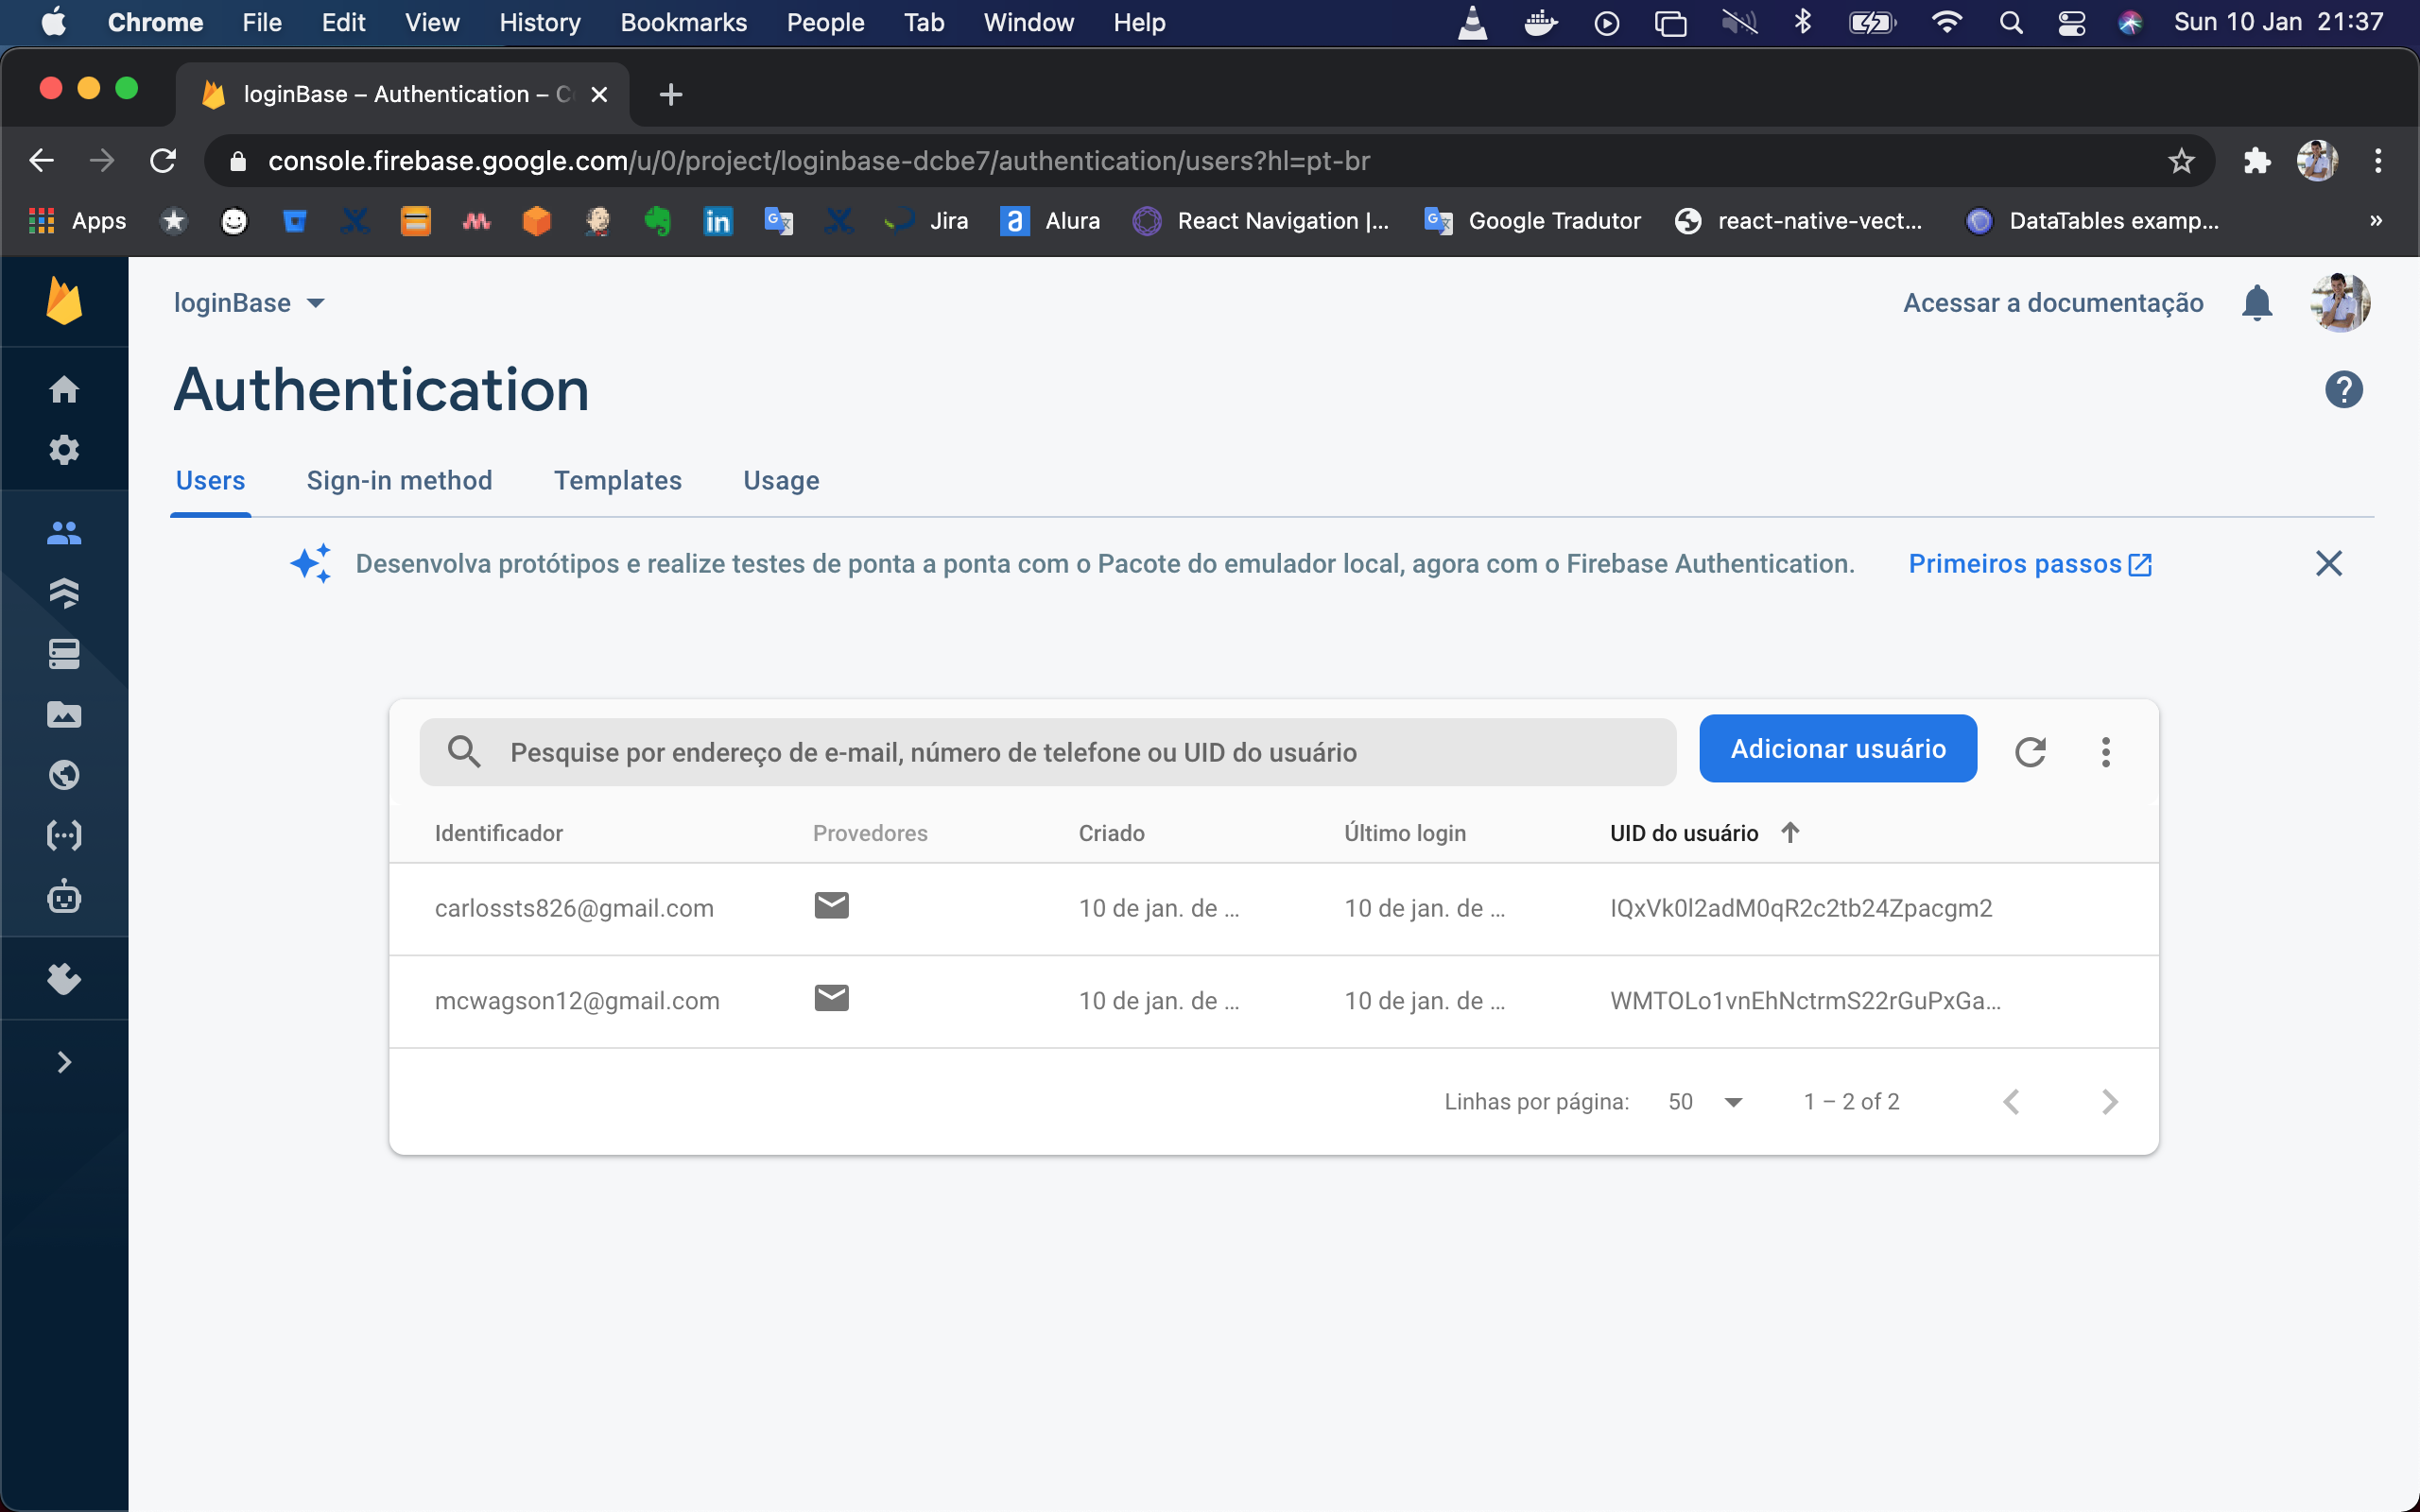 Chrome File Edit View History Bookmarks People Tab Window Help Sun 10 Jan 21:37
loginBase – Authentication – C
console.firebase.google.com/u/0/project/loginbase-dcbe7/authentication/users?hl=pt-br
Apps Jira Alura React Navigation |... Google Tradutor react-native-vect... DataTables examp... »
loginBase Acessar a documentação
Authentication
Users Sign-in method Templates Usage
Desenvolva protótipos e realize testes de ponta a ponta com o Pacote do emulador local, agora com o Firebase Authentication. Primeiros passos
Pesquise por endereço de e-mail, número de telefone ou UID do usuário Adicionar usuário
Identificador Provedores Criado Último login UID do usuário
carlossts826@gmail.com 10 de jan. de ... 10 de jan. de ... IQxVk0l2adM0qR2c2tb24Zpacgm2
mcwagson12@gmail.com 10 de jan. de ... 10 de jan. de ... WMTOLo1vnEhNctrmS22rGuPxGa...
Linhas por página: 50 1 – 2 of 2